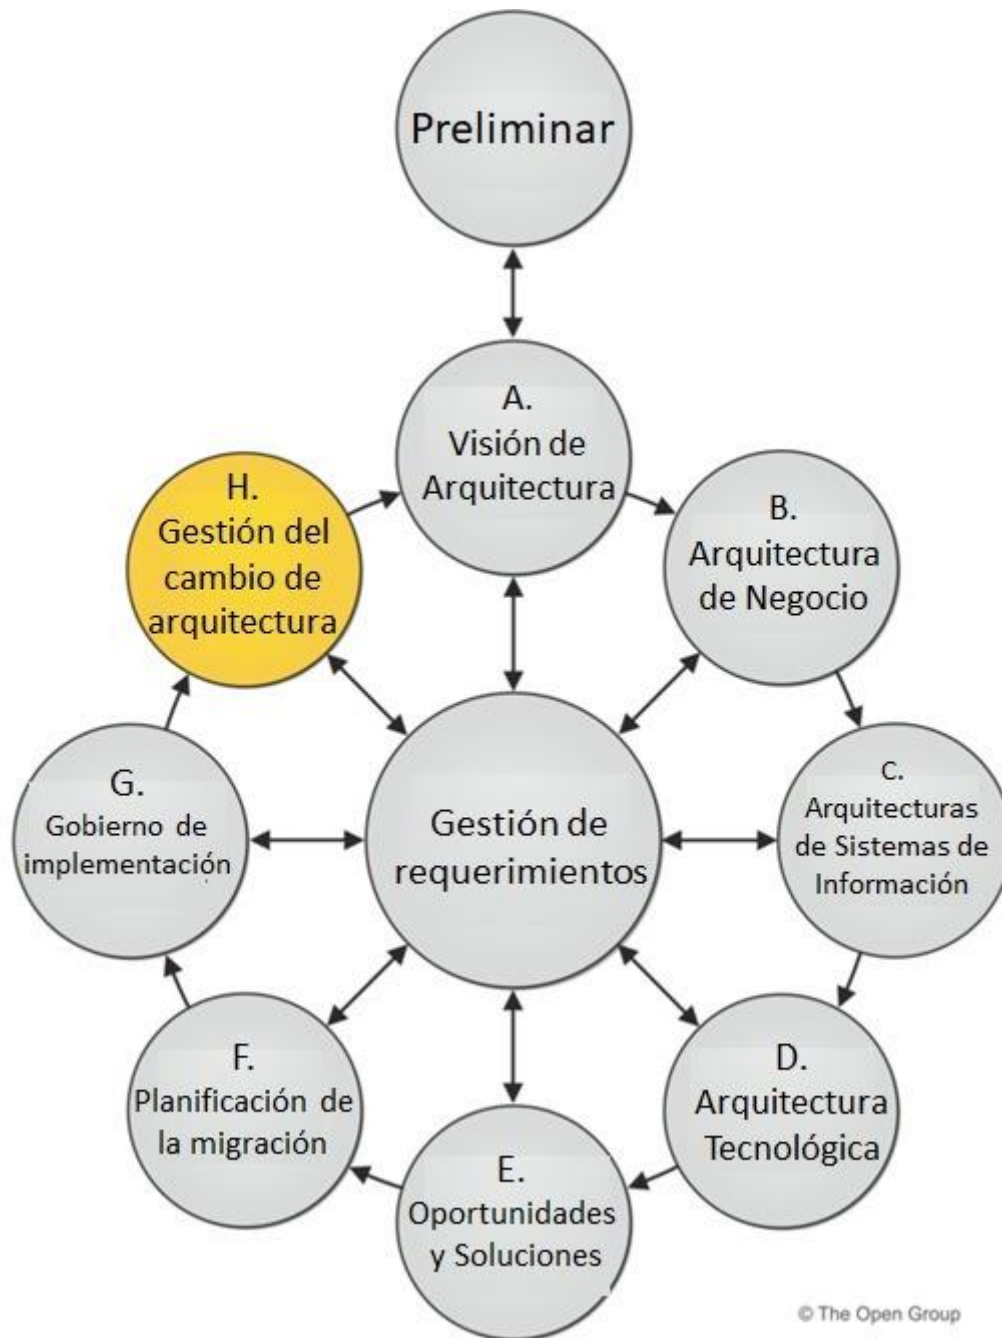 Preliminar
A.
Visión de
Arquitectura
B.
Arquitectura
de Negocio
C.
Arquitecturas
de Sistemas de
Información
D.
Arquitectura
Tecnológica
E.
Oportunidades
y Soluciones
F.
Planificación de
la migración
G.
Gobierno de
implementación
H.
Gestión del
cambio de
arquitectura
Gestión de
requerimientos
© The Open Group